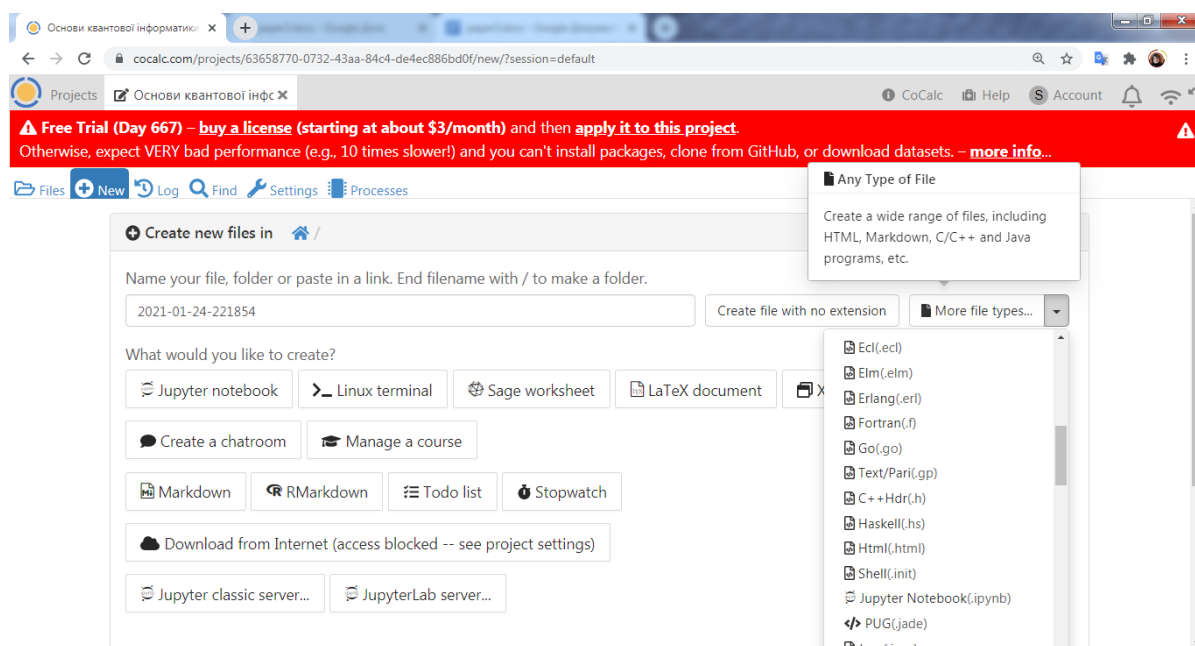 Основи квантової інформатики
cocalc.com/projects/63658770-0732-43aa-84c4-de4ec886bd0f/new/?session=default
Projects Основи квантової інфс CoCalc Help S Account
Free Trial (Day 667) – buy a license (starting at about $3/month) and then apply it to this project.
Otherwise, expect VERY bad performance (e.g., 10 times slower!) and you can't install packages, clone from GitHub, or download datasets. – more info...
Files New Log Find Settings Processes
Any Type of File
Create a wide range of files, including
HTML, Markdown, C/C++ and Java
programs, etc.
Create new files in /
Name your file, folder or paste in a link. End filename with / to make a folder.
2021-01-24-221854 Create file with no extension More file types...
What would you like to create?
Jupyter notebook Linux terminal Sage worksheet LaTeX document X
Create a chatroom Manage a course
Markdown RMarkdown Todo list Stopwatch
Download from Internet (access blocked -- see project settings)
Jupyter classic server... JupyterLab server...
Ecl(.ecl)
Elm(.elm)
Erlang(.erl)
Fortran(.f)
Go(.go)
Text/Pari(.gp)
C++Hdr(.h)
Haskell(.hs)
Html(.html)
Shell(.init)
Jupyter Notebook(.ipynb)
PUG(.jade)